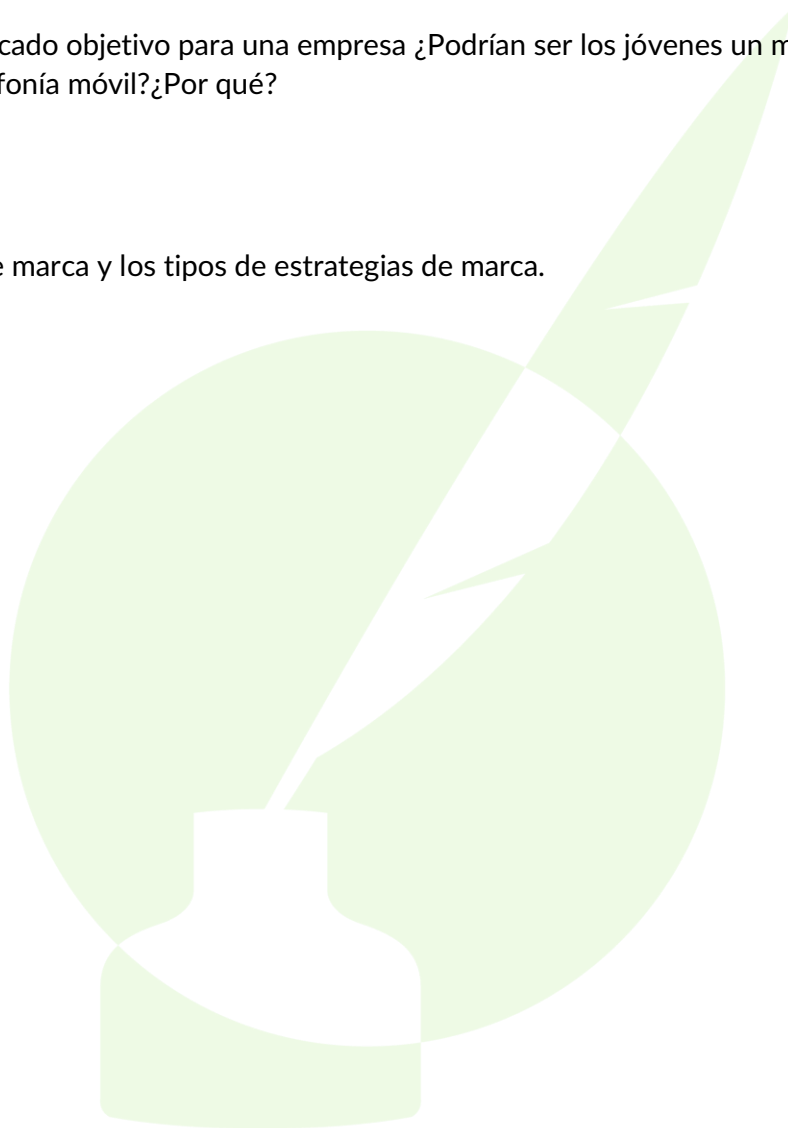 cado objetivo para una empresa ¿Podrían ser los jóvenes un m
fonía móvil?¿Por qué?
e marca y los tipos de estrategias de marca.